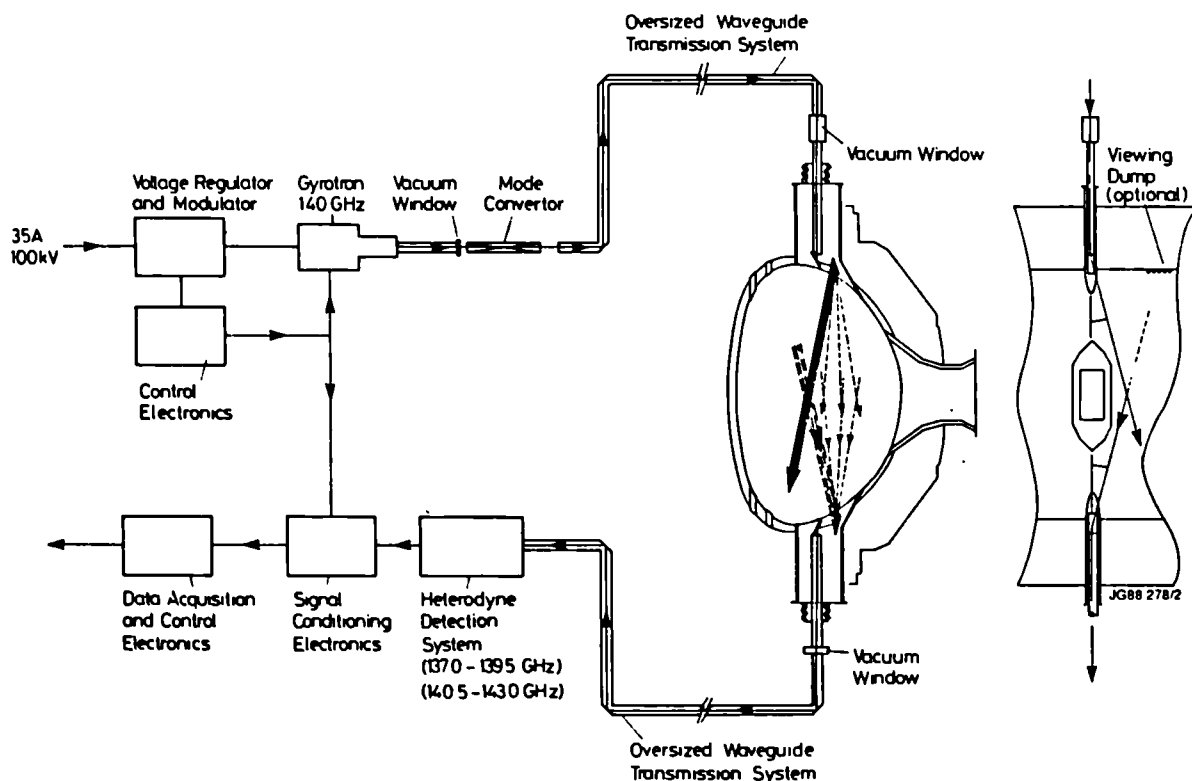 Oversized Waveguide
Transmission System
Vacuum Window
Viewing
Dump
(optional)
Voltage Regulator
and Modulator
Gyrotron
140 GHz
Vacuum
Window
Mode
Convertor
35A
100kV
Control
Electronics
Data Acquisition
and Control
Electronics
Signal
Conditioning
Electronics
Heterodyne
Detection
System
(137.0 - 139.5 GHz)
(140.5 - 143.0 GHz)
Vacuum
Window
JG88 278/2
Oversized Waveguide
Transmission System